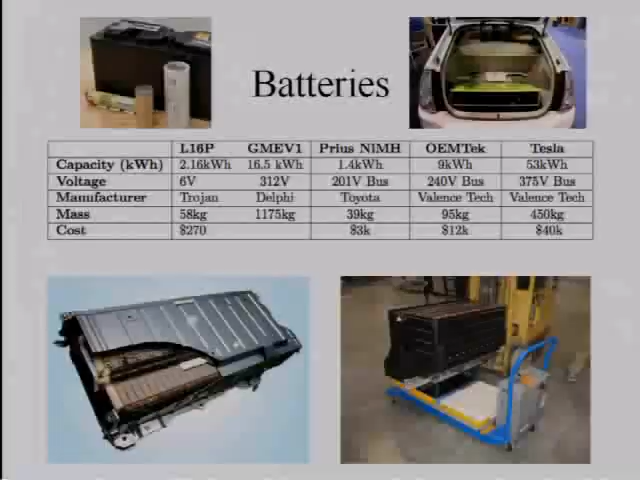 Batteries
L16P GMEV1 Prius NIMH OEMTek Tesla
Capacity (kWh) 2.16kWh 16.5 kWh 1.4kWh 9kWh 53kWh
Voltage 6V 312V 201V Bus 240V Bus 375V Bus
Manufacturer Trojan Delphi Toyota Valence Tech Valence Tech
Mass 58kg 1175kg 39kg 95kg 450kg
Cost $270 $3k $12k $40k